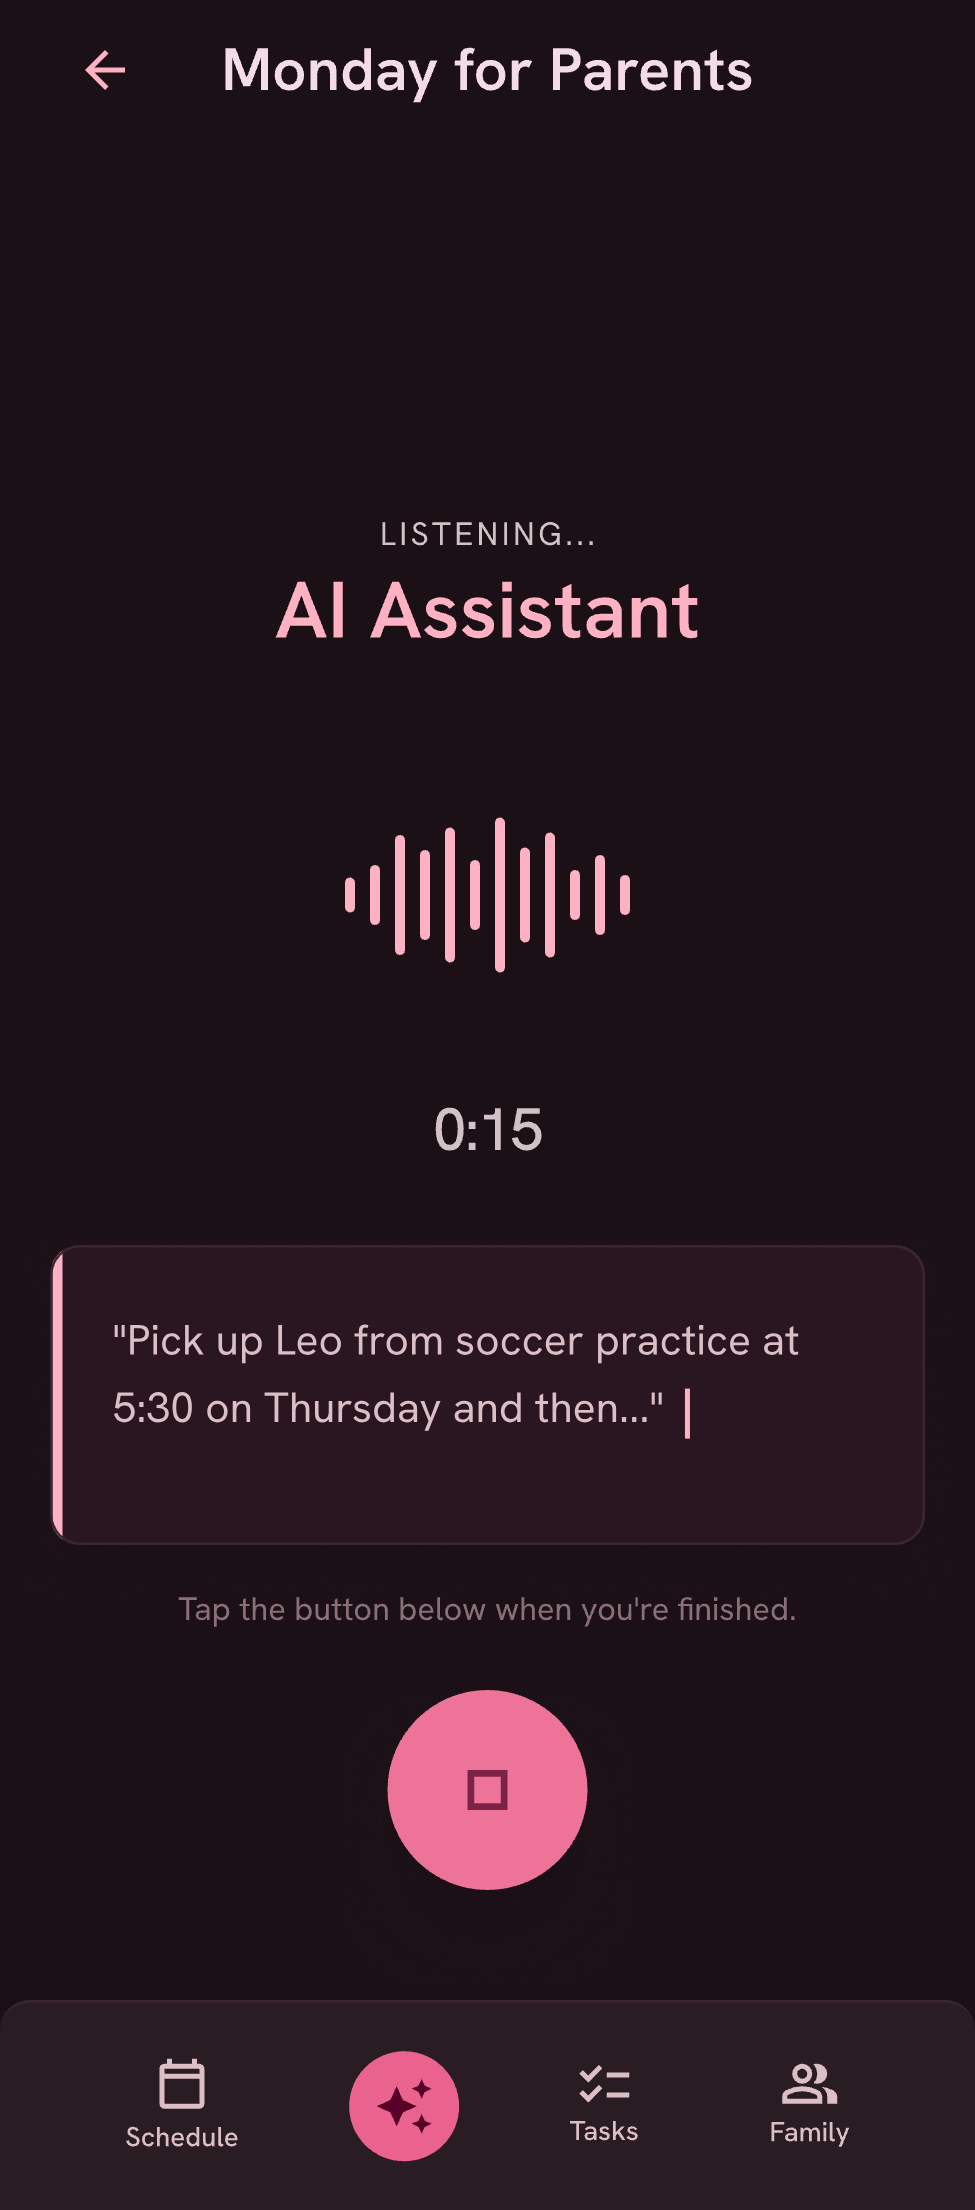 Monday for Parents
LISTENING...
AI Assistant
0:15
"Pick up Leo from soccer practice at
5:30 on Thursday and then..."
Tap the button below when you're finished.
Schedule
Tasks
Family